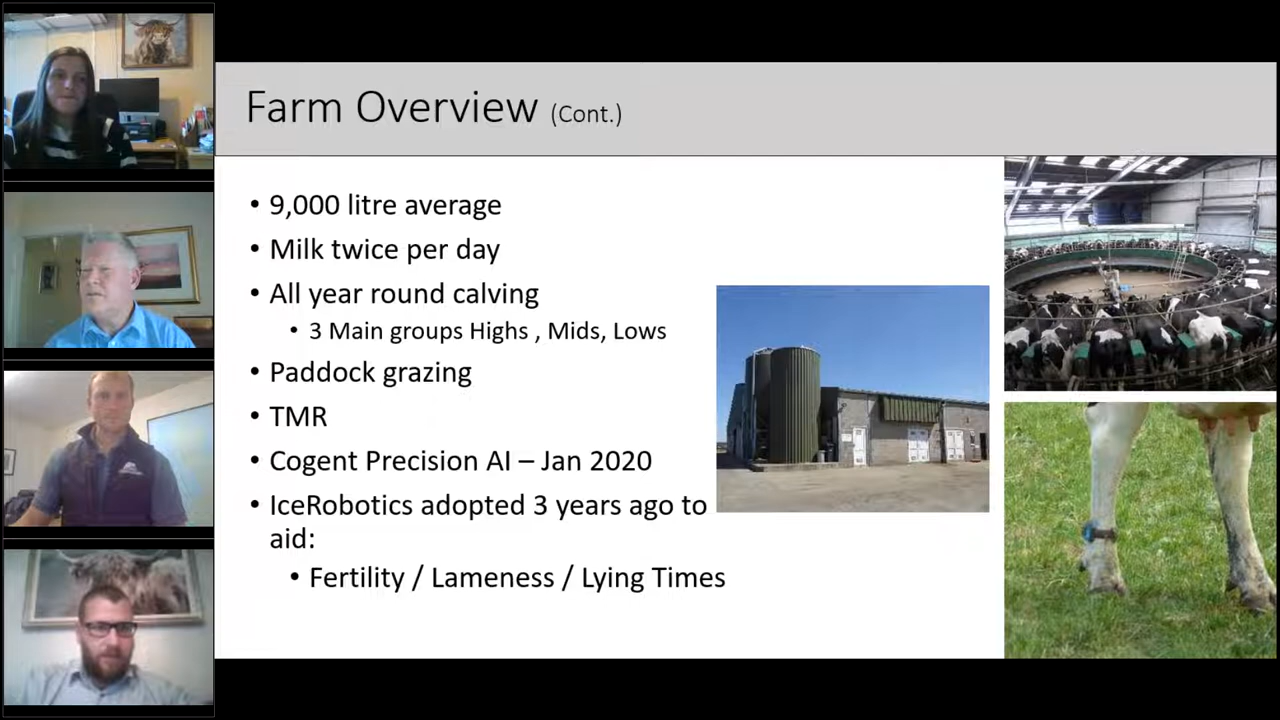 Farm Overview (Cont.)
• 9,000 litre average
• Milk twice per day
• All year round calving
• 3 Main groups Highs , Mids, Lows
• Paddock grazing
• TMR
• Cogent Precision AI – Jan 2020
• IceRobotics adopted 3 years ago to
aid:
• Fertility / Lameness / Lying Times